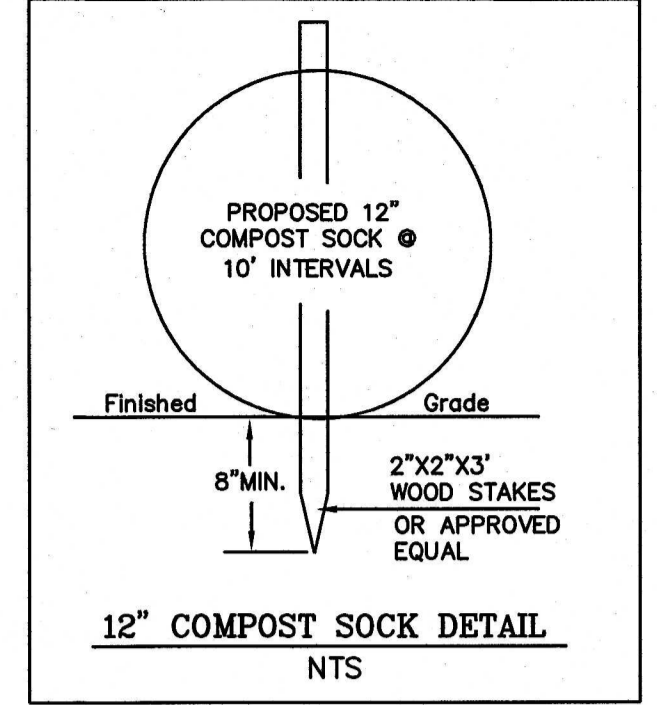 PROPOSED 12"
COMPOST SOCK @
10' INTERVALS
Finished Grade
8"MIN.
2"X2"X3'
WOOD STAKES
OR APPROVED
EQUAL
12" COMPOST SOCK DETAIL
NTS